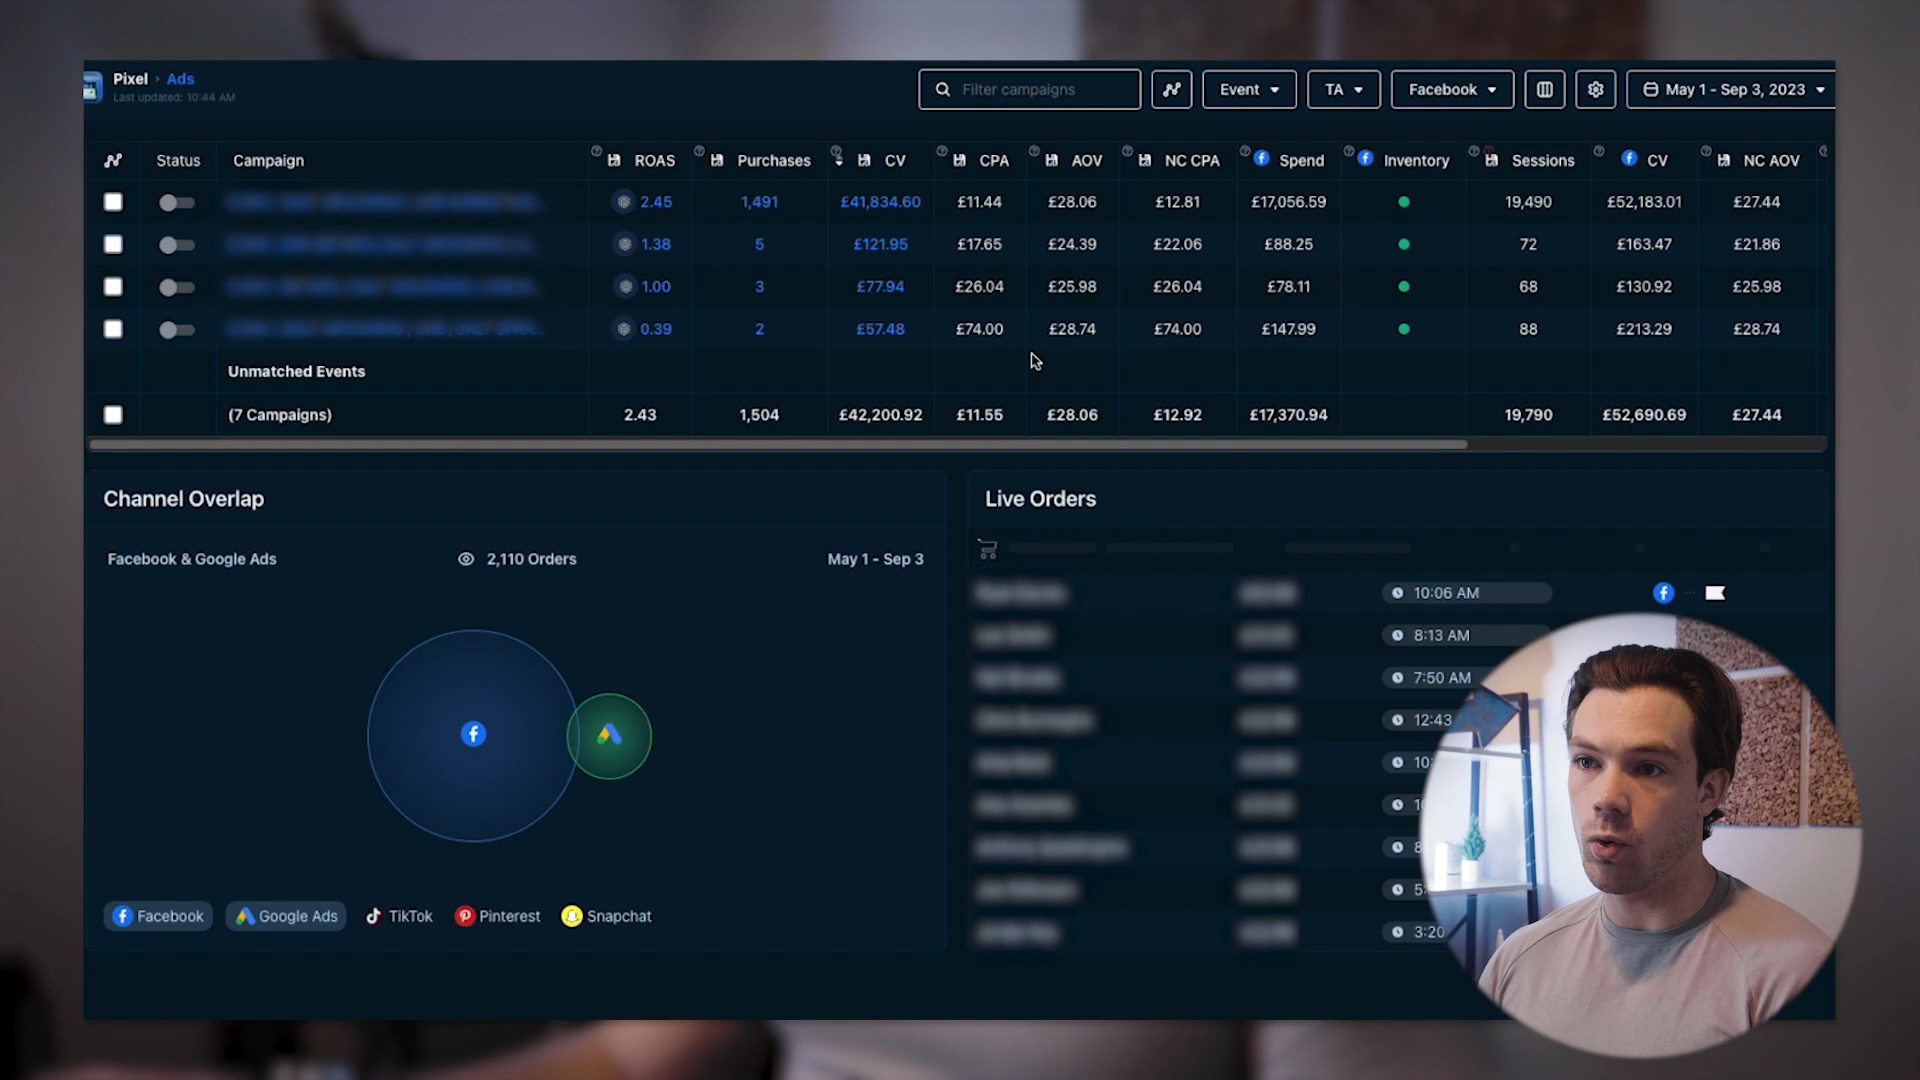 Pixel › Ads
Last updated: 10:44 AM
Filter campaigns
Event
TA
Facebook
May 1 - Sep 3, 2023
Status Campaign ROAS Purchases CV CPA AOV NC CPA Spend Inventory Sessions CV NC AOV
2.45 1,491 £41,834.60 £11.44 £28.06 £12.81 £17,056.59 19,490 £52,183.01 £27.44
1.38 5 £121.95 £17.65 £24.39 £22.06 £88.25 72 £163.47 £21.86
1.00 3 £77.94 £26.04 £25.98 £26.04 £78.11 68 £130.92 £25.98
0.39 2 £57.48 £74.00 £28.74 £74.00 £147.99 88 £213.29 £28.74
Unmatched Events
(7 Campaigns) 2.43 1,504 £42,200.92 £11.55 £28.06 £12.92 £17,370.94 19,790 £52,690.69 £27.44
Channel Overlap
Facebook & Google Ads 2,110 Orders May 1 - Sep 3
Facebook Google Ads TikTok Pinterest Snapchat
Live Orders
10:06 AM
8:13 AM
7:50 AM
12:43
3:20